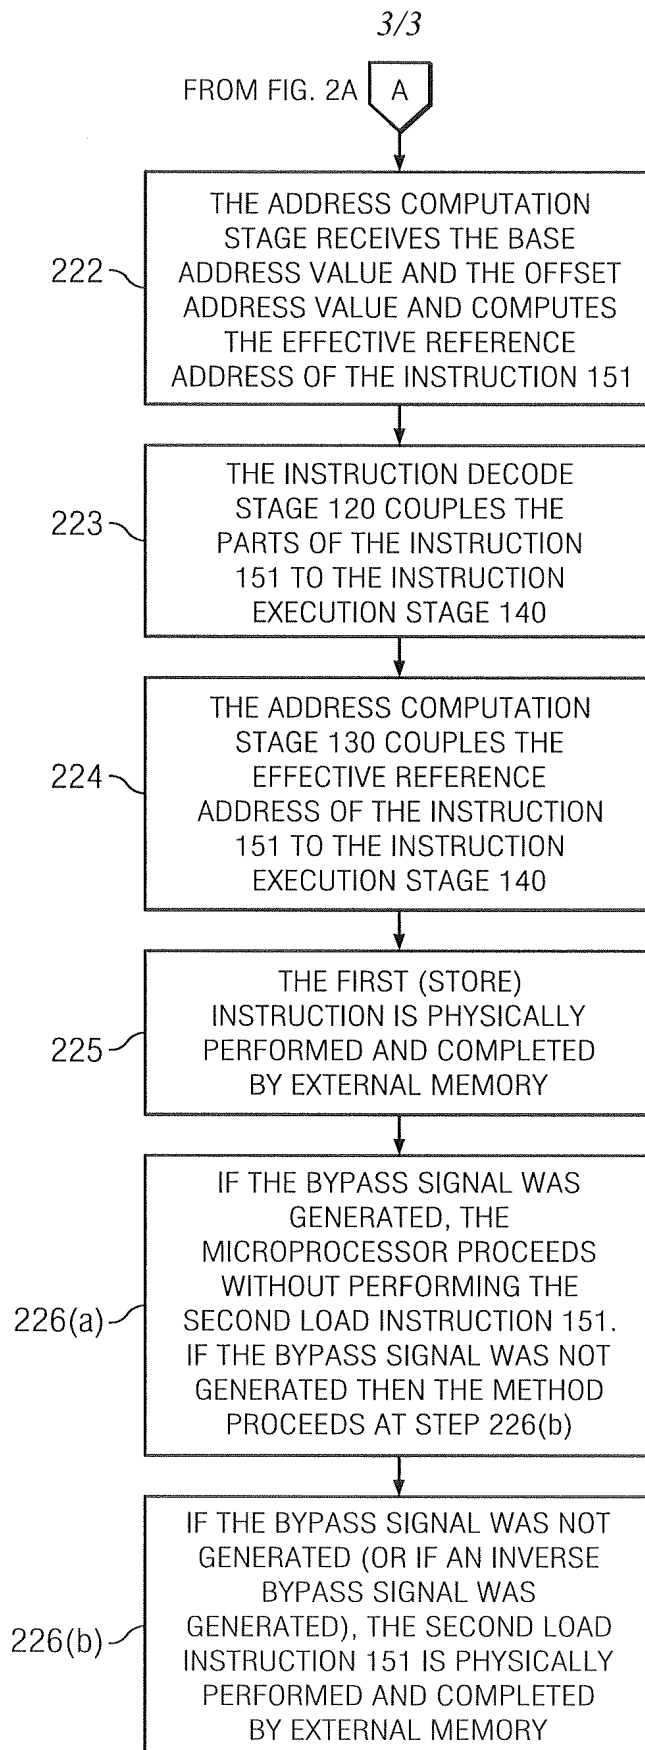 3/3
FROM FIG. 2A A
222
THE ADDRESS COMPUTATION
STAGE RECEIVES THE BASE
ADDRESS VALUE AND THE OFFSET
ADDRESS VALUE AND COMPUTES
THE EFFECTIVE REFERENCE
ADDRESS OF THE INSTRUCTION 151
223
THE INSTRUCTION DECODE
STAGE 120 COUPLES THE
PARTS OF THE INSTRUCTION
151 TO THE INSTRUCTION
EXECUTION STAGE 140
224
THE ADDRESS COMPUTATION
STAGE 130 COUPLES THE
EFFECTIVE REFERENCE
ADDRESS OF THE INSTRUCTION
151 TO THE INSTRUCTION
EXECUTION STAGE 140
225
THE FIRST (STORE)
INSTRUCTION IS PHYSICALLY
PERFORMED AND COMPLETED
BY EXTERNAL MEMORY
226(a)
IF THE BYPASS SIGNAL WAS
GENERATED, THE
MICROPROCESSOR PROCEEDS
WITHOUT PERFORMING THE
SECOND LOAD INSTRUCTION 151.
IF THE BYPASS SIGNAL WAS NOT
GENERATED THEN THE METHOD
PROCEEDS AT STEP 226(b)
226(b)
IF THE BYPASS SIGNAL WAS NOT
GENERATED (OR IF AN INVERSE
BYPASS SIGNAL WAS
GENERATED), THE SECOND LOAD
INSTRUCTION 151 IS PHYSICALLY
PERFORMED AND COMPLETED
BY EXTERNAL MEMORY